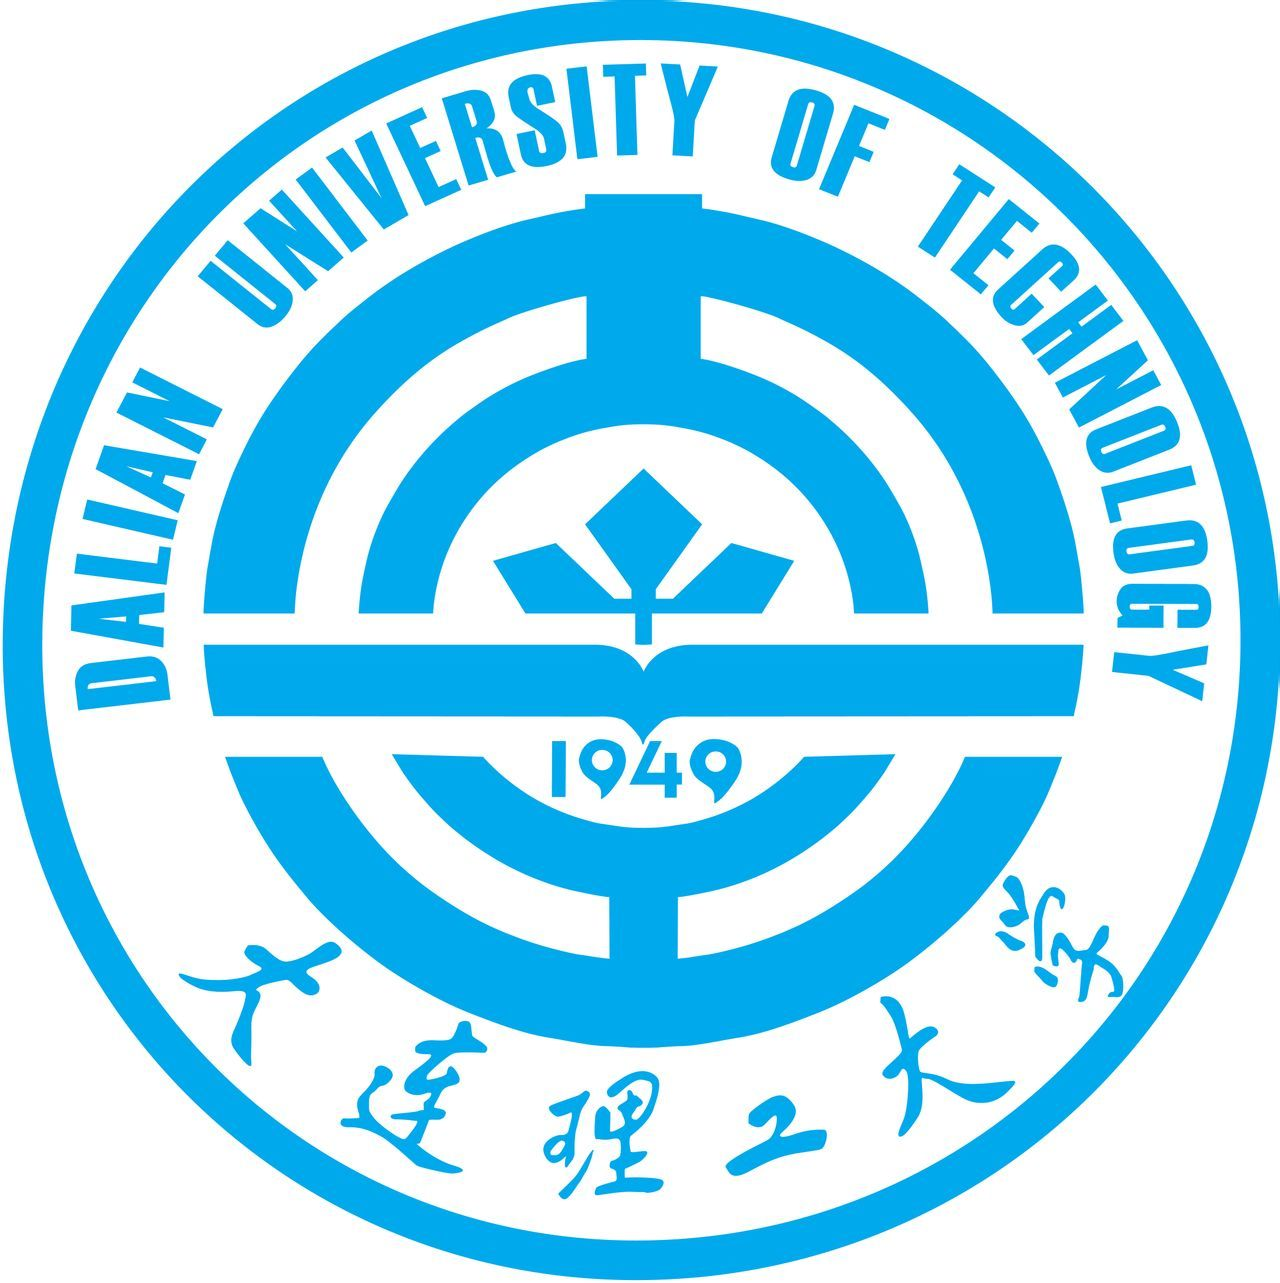 DALIAN UNIVERSITY OF TECHNOLOGY
1949
大连理工大学